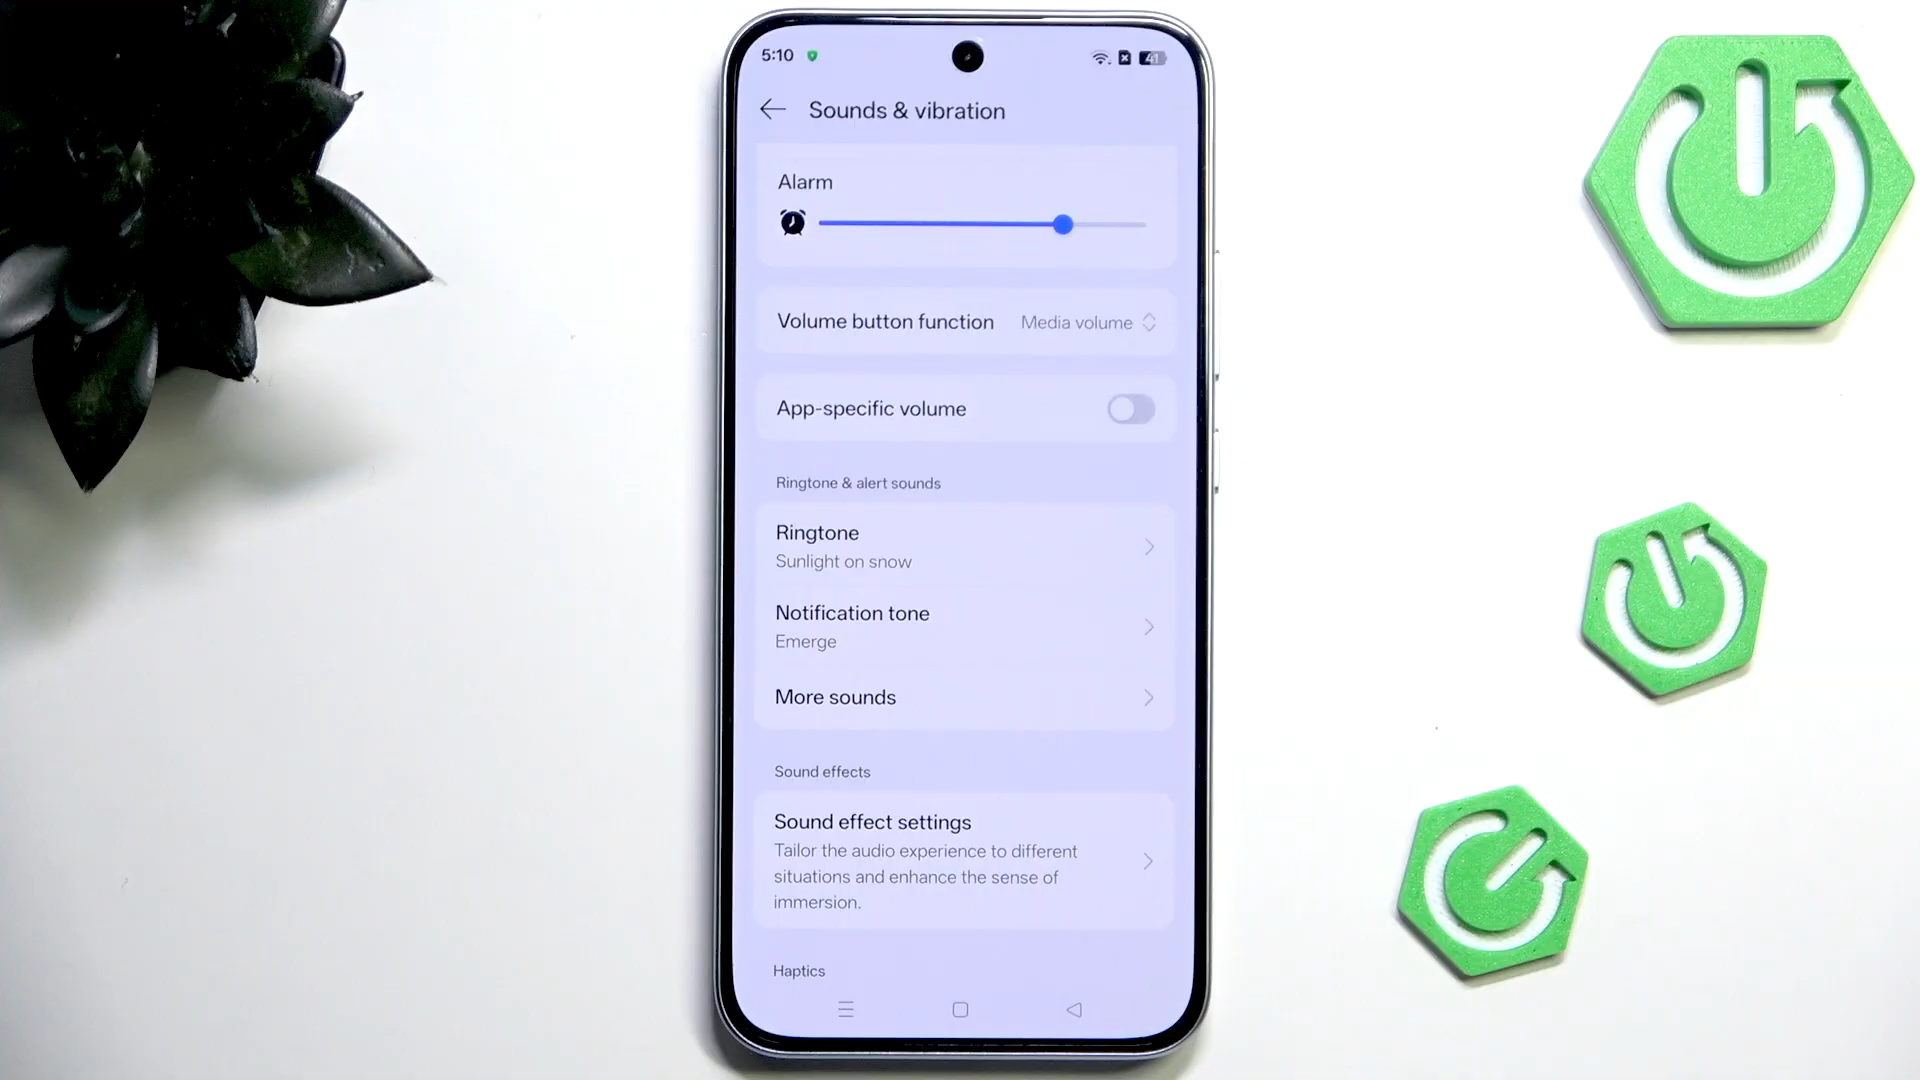 5:10
41
Sounds & vibration
Alarm
Volume button function Media volume
App-specific volume
Ringtone & alert sounds
Ringtone
Sunlight on snow
Notification tone
Emerge
More sounds
Sound effects
Sound effect settings
Tailor the audio experience to different
situations and enhance the sense of
immersion.
Haptics